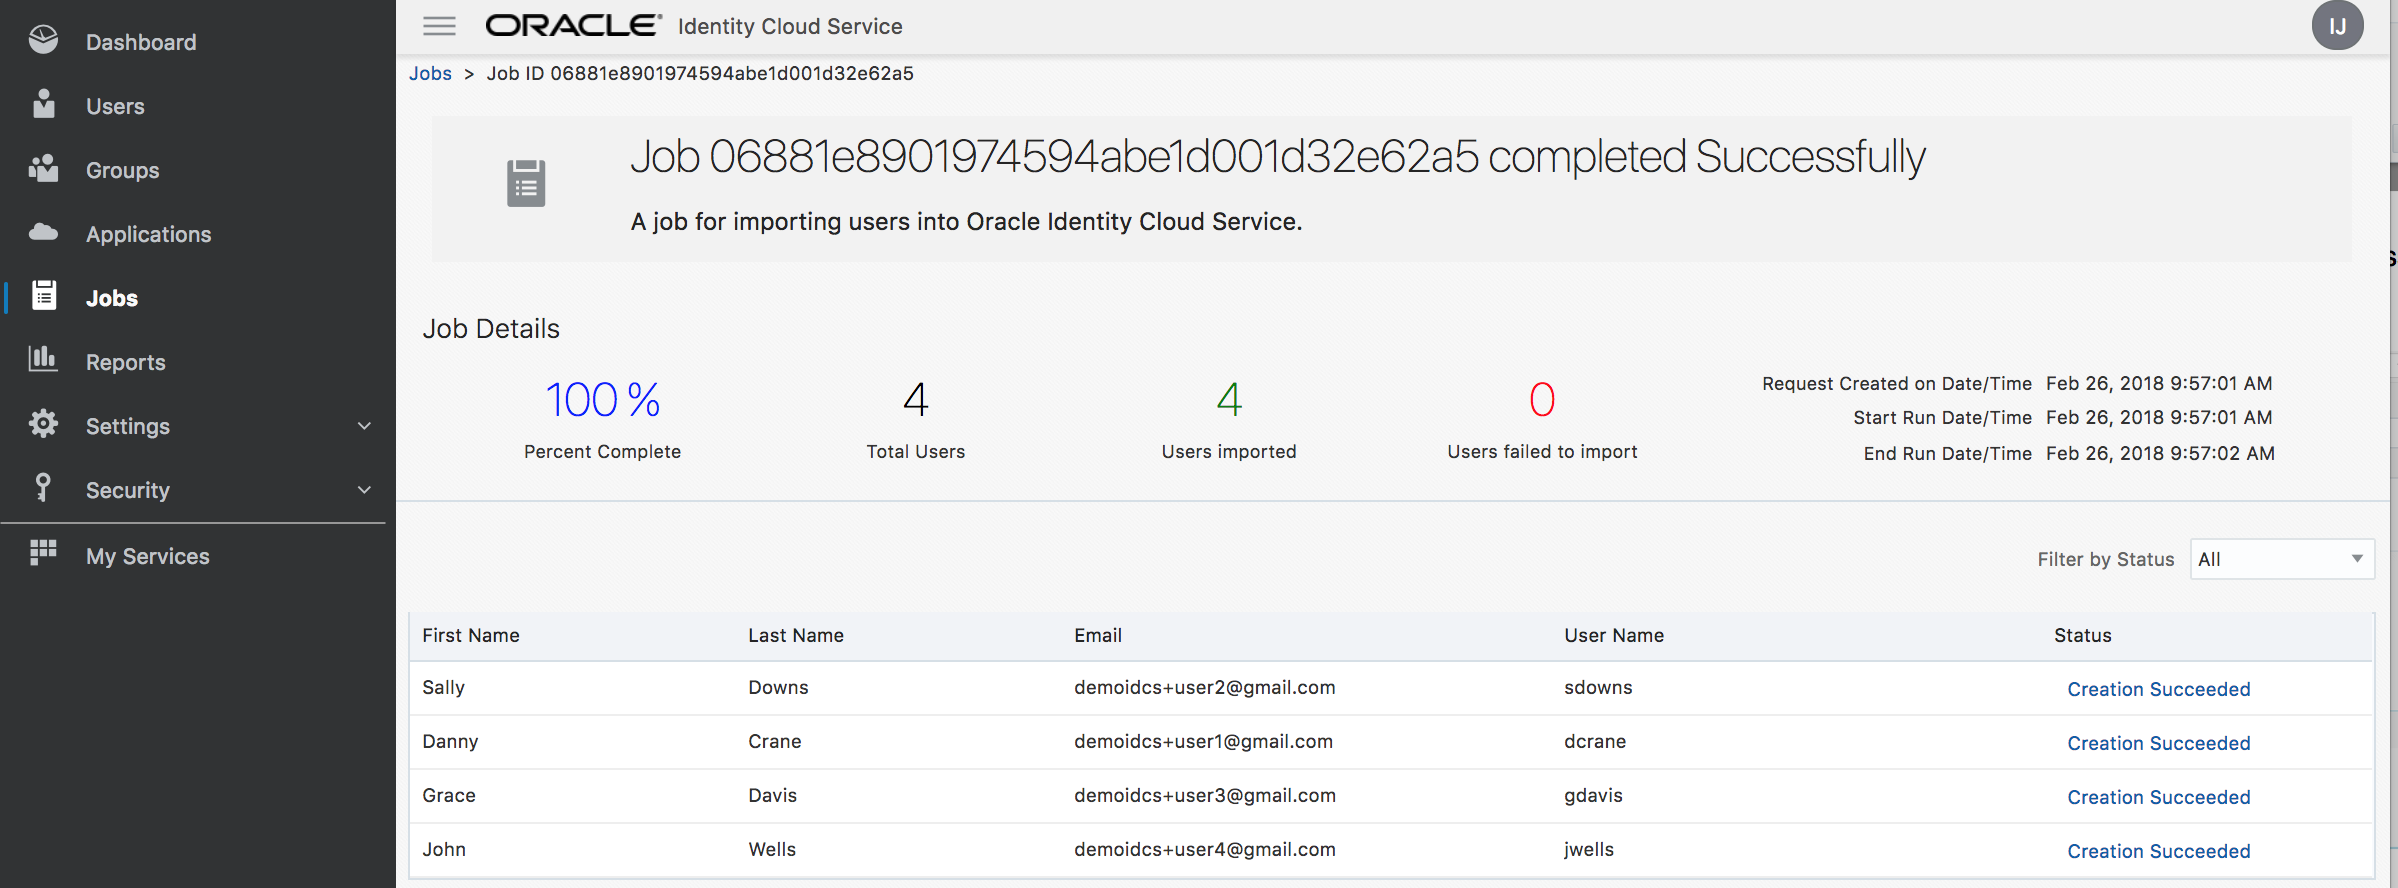 Dashboard
Users
Groups
Applications
Jobs
Reports
Settings
Security
My Services
ORACLE® Identity Cloud Service
IJ
Jobs > Job ID 06881e8901974594abe1d001d32e62a5
Job 06881e8901974594abe1d001d32e62a5 completed Successfully
A job for importing users into Oracle Identity Cloud Service.
Job Details
100 %
Percent Complete
4
Total Users
4
Users imported
0
Users failed to import
Request Created on Date/Time Feb 26, 2018 9:57:01 AM
Start Run Date/Time Feb 26, 2018 9:57:01 AM
End Run Date/Time Feb 26, 2018 9:57:02 AM
Filter by Status All
First Name Last Name Email User Name Status
Sally Downs demoidcs+user2@gmail.com sdowns Creation Succeeded
Danny Crane demoidcs+user1@gmail.com dcrane Creation Succeeded
Grace Davis demoidcs+user3@gmail.com gdavis Creation Succeeded
John Wells demoidcs+user4@gmail.com jwells Creation Succeeded